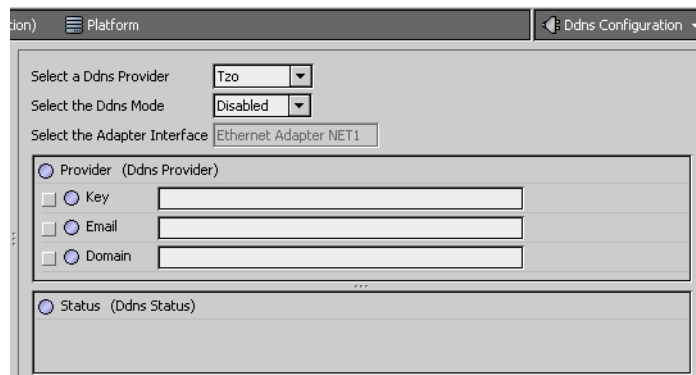 tion) Platform Ddns Configuration
Select a Ddns Provider Tzo
Select the Ddns Mode Disabled
Select the Adapter Interface Ethernet Adapter NET1
Provider (Ddns Provider)
Key
Email
Domain
Status (Ddns Status)